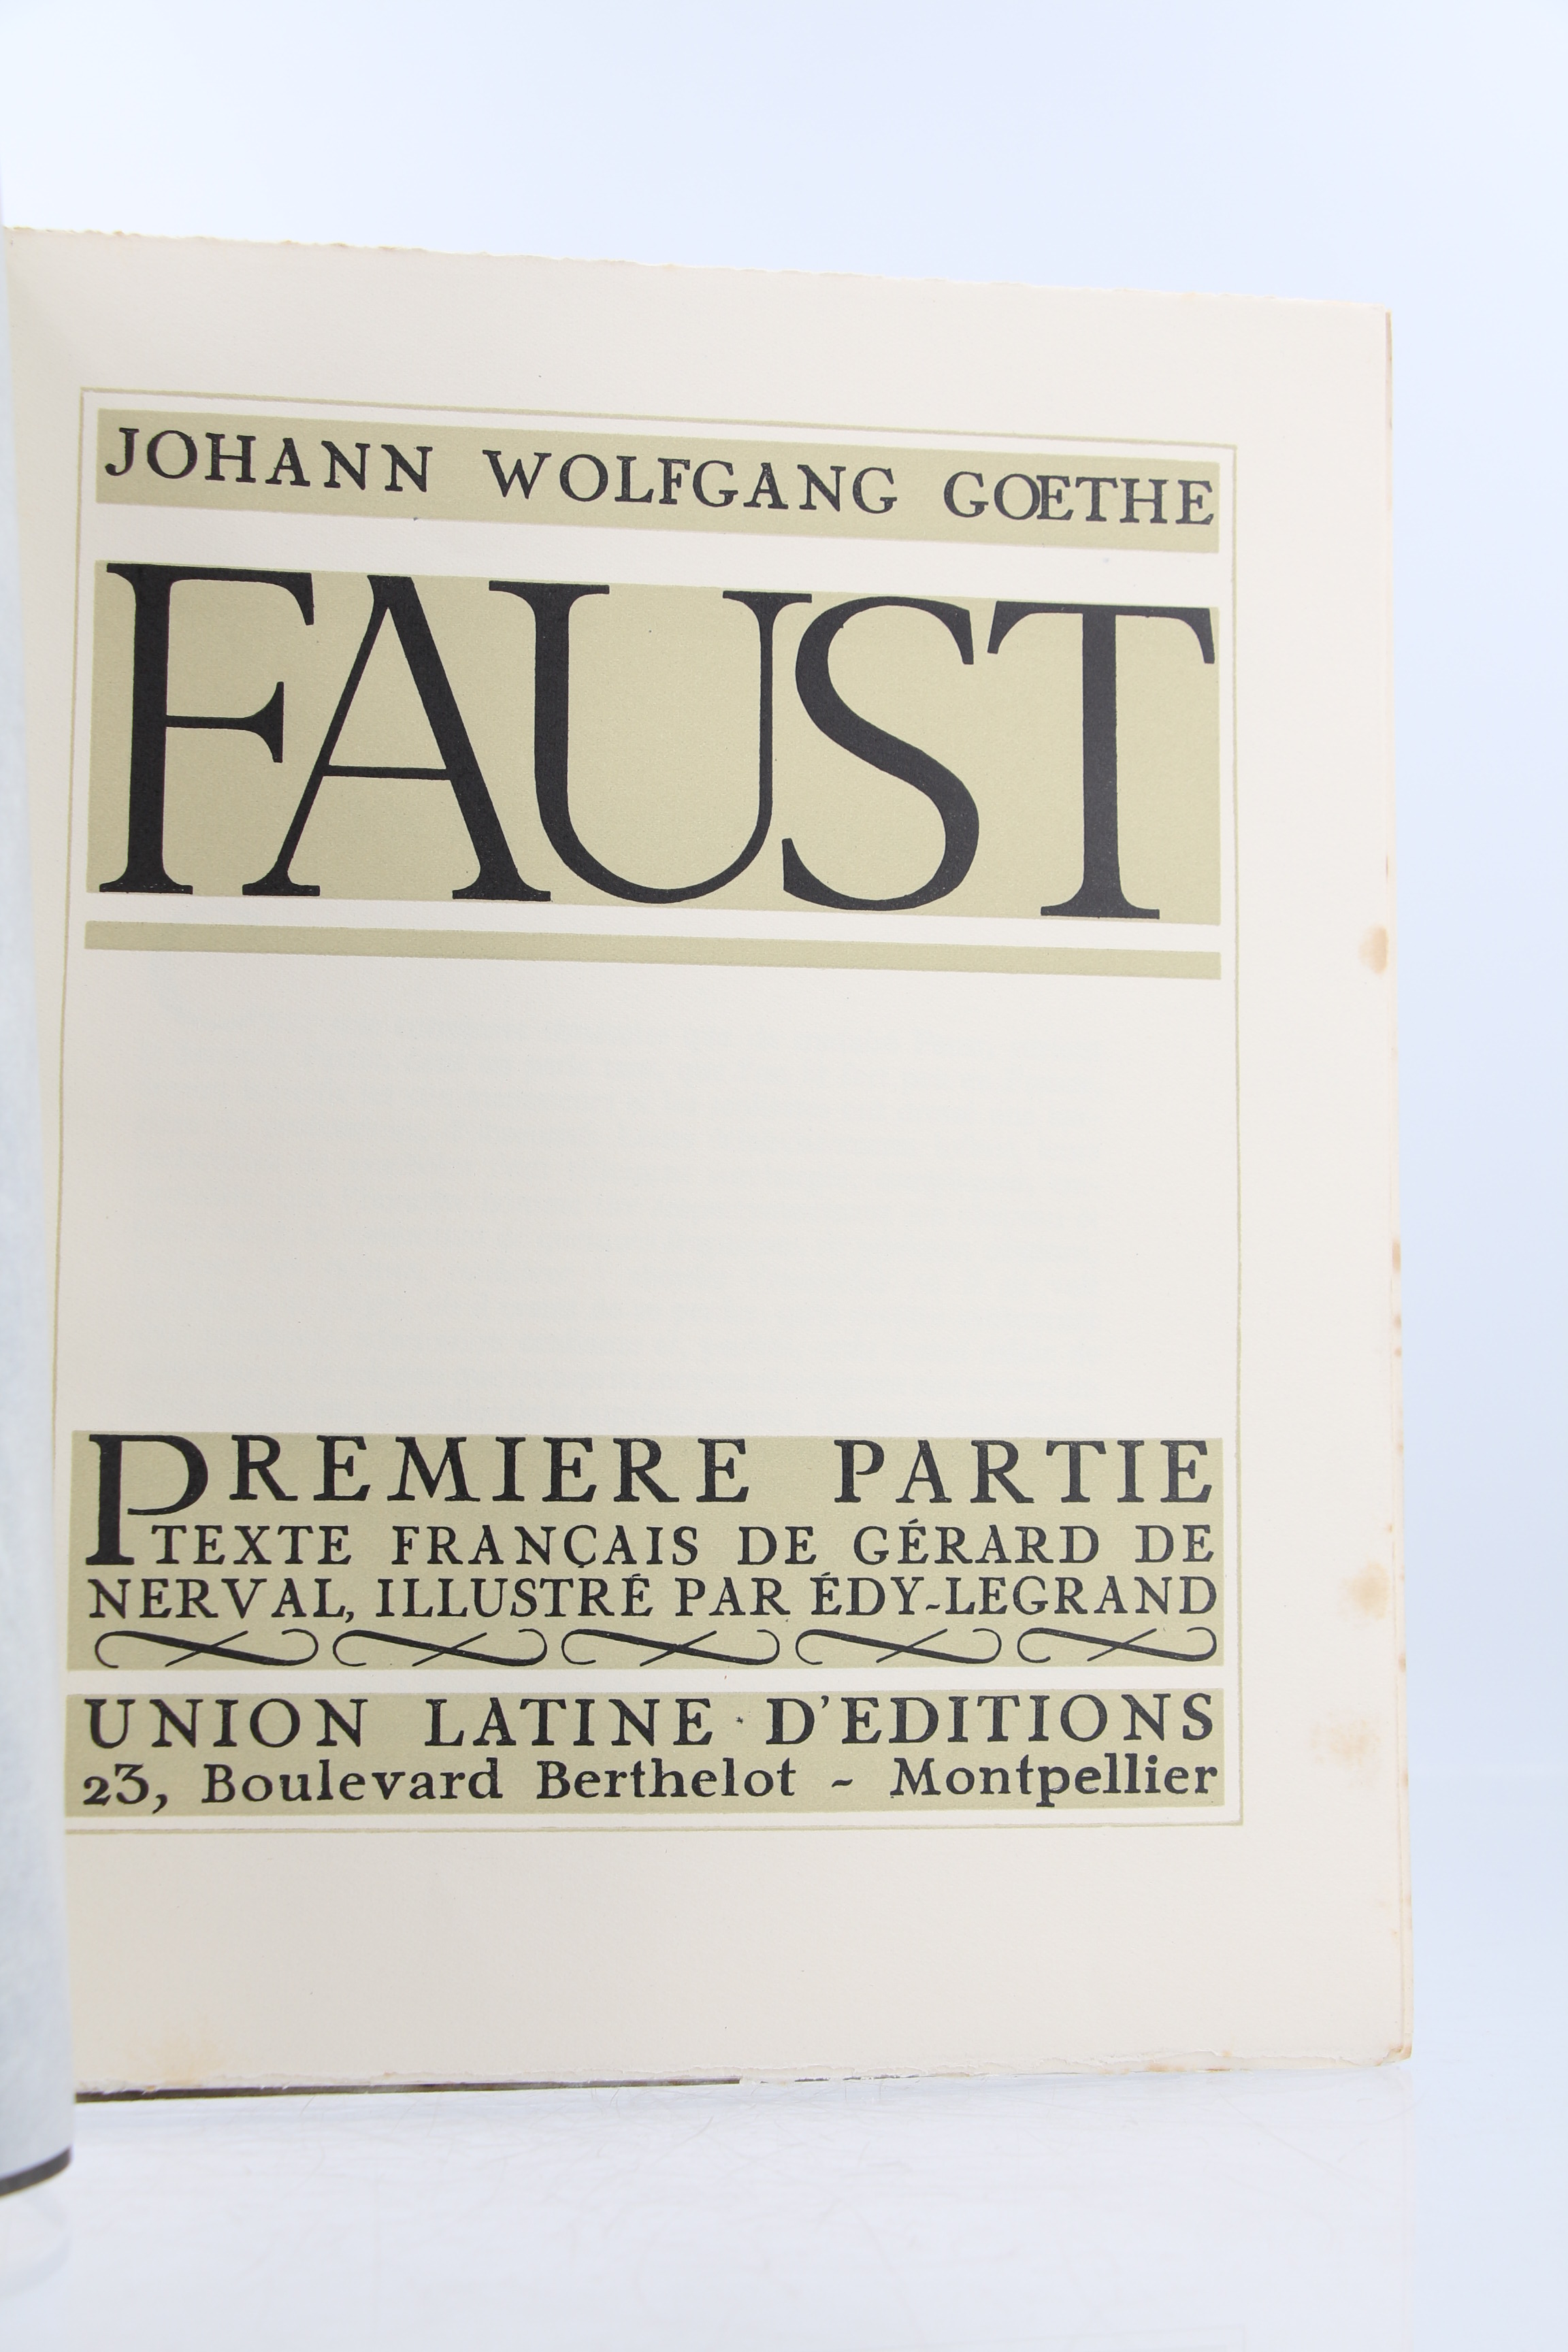 JOHANN WOLFGANG GOETHE
FAUST
PREMIERE PARTIE
TEXTE FRANÇAIS DE GÉRARD DE
NERVAL, ILLUSTRÉ PAR ÉDY-LEGRAND
UNION LATINE D'EDITIONS
23, Boulevard Berthelot - Montpellier